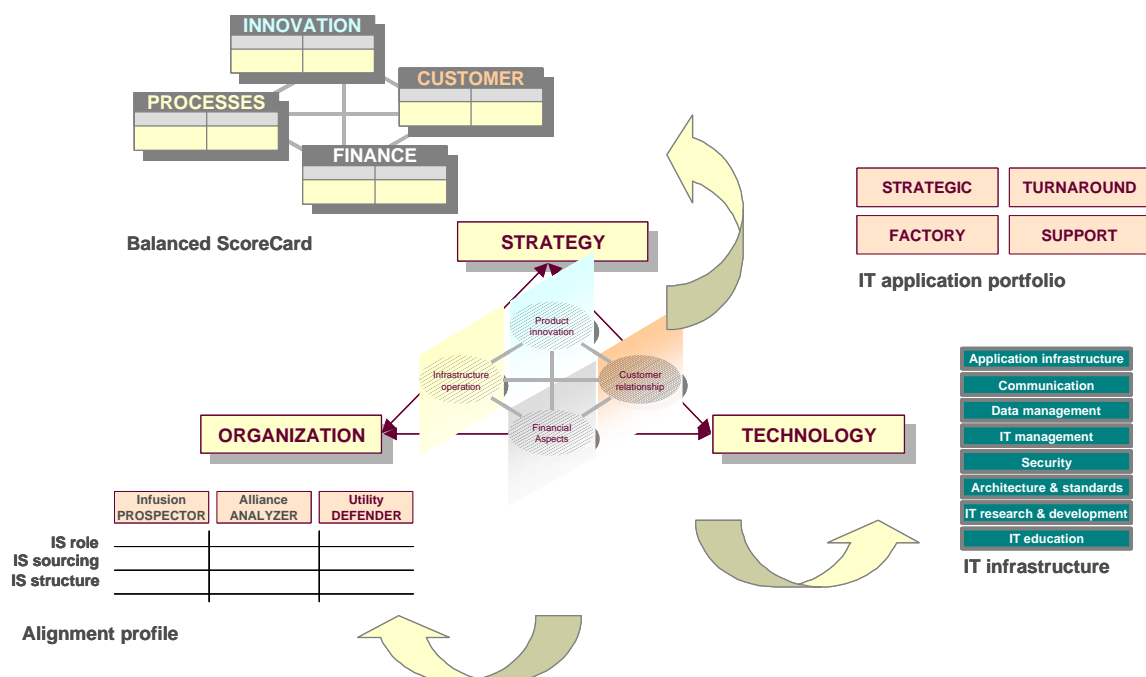 INNOVATION
CUSTOMER
PROCESSES
FINANCE
Balanced ScoreCard
STRATEGY
STRATEGIC
TURNAROUND
FACTORY
SUPPORT
IT application portfolio
Product
innovation
Infrastructure
operation
Customer
relationship
Financial
Aspects
ORGANIZATION
TECHNOLOGY
Application infrastructure
Communication
Data management
IT management
Security
Architecture & standards
IT research & development
IT education
IT infrastructure
Infusion
PROSPECTOR
Alliance
ANALYZER
Utility
DEFENDER
IS role
IS sourcing
IS structure
Alignment profile